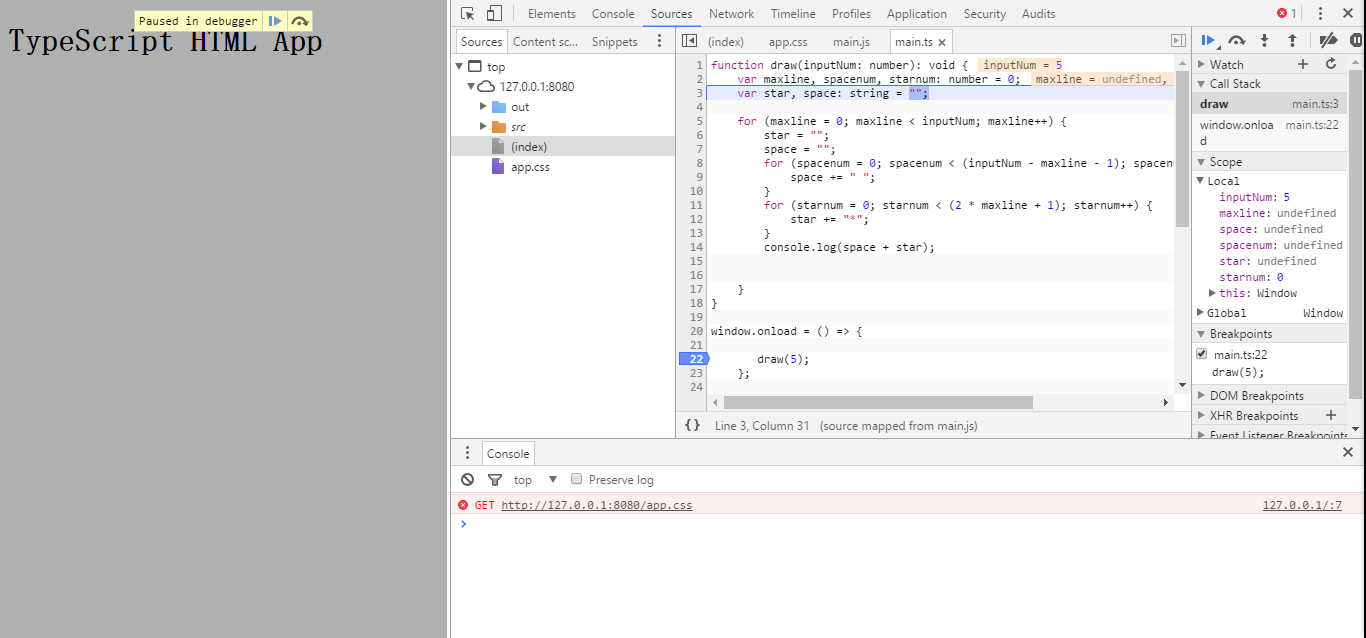 Paused in debugger
TypeScript HTML App
Elements Console Sources Network Timeline Profiles Application Security Audits 1
Sources Content sc... Snippets
(index) app.css main.js main.ts
top
127.0.0.1:8080
out
src
(index)
app.css
1 function draw(inputNum: number): void { inputNum = 5
2 var maxline, spacenum, starnum: number = 0; maxline = undefined,
3 var star, space: string = "";
4
5 for (maxline = 0; maxline < inputNum; maxline++) {
6 star = "";
7 space = "";
8 for (spacenum = 0; spacenum < (inputNum - maxline - 1); spacen
9 space += " ";
10 }
11 for (starnum = 0; starnum < (2 * maxline + 1); starnum++) {
12 star += "*";
13 }
14 console.log(space + star);
15
16
17 }
18 }
19
20 window.onload = () => {
21
22 draw(5);
23 };
24
{} Line 3, Column 31 (source mapped from main.js)
Watch
Call Stack
draw main.ts:3
window.onloa main.ts:22
d
Scope
Local
inputNum: 5
maxline: undefined
space: undefined
spacenum: undefined
star: undefined
starnum: 0
this: Window
Global Window
Breakpoints
main.ts:22
draw(5);
DOM Breakpoints
XHR Breakpoints
Event Listener Breakpoints
Console
top Preserve log
GET http://127.0.0.1:8080/app.css 127.0.0.1/:7